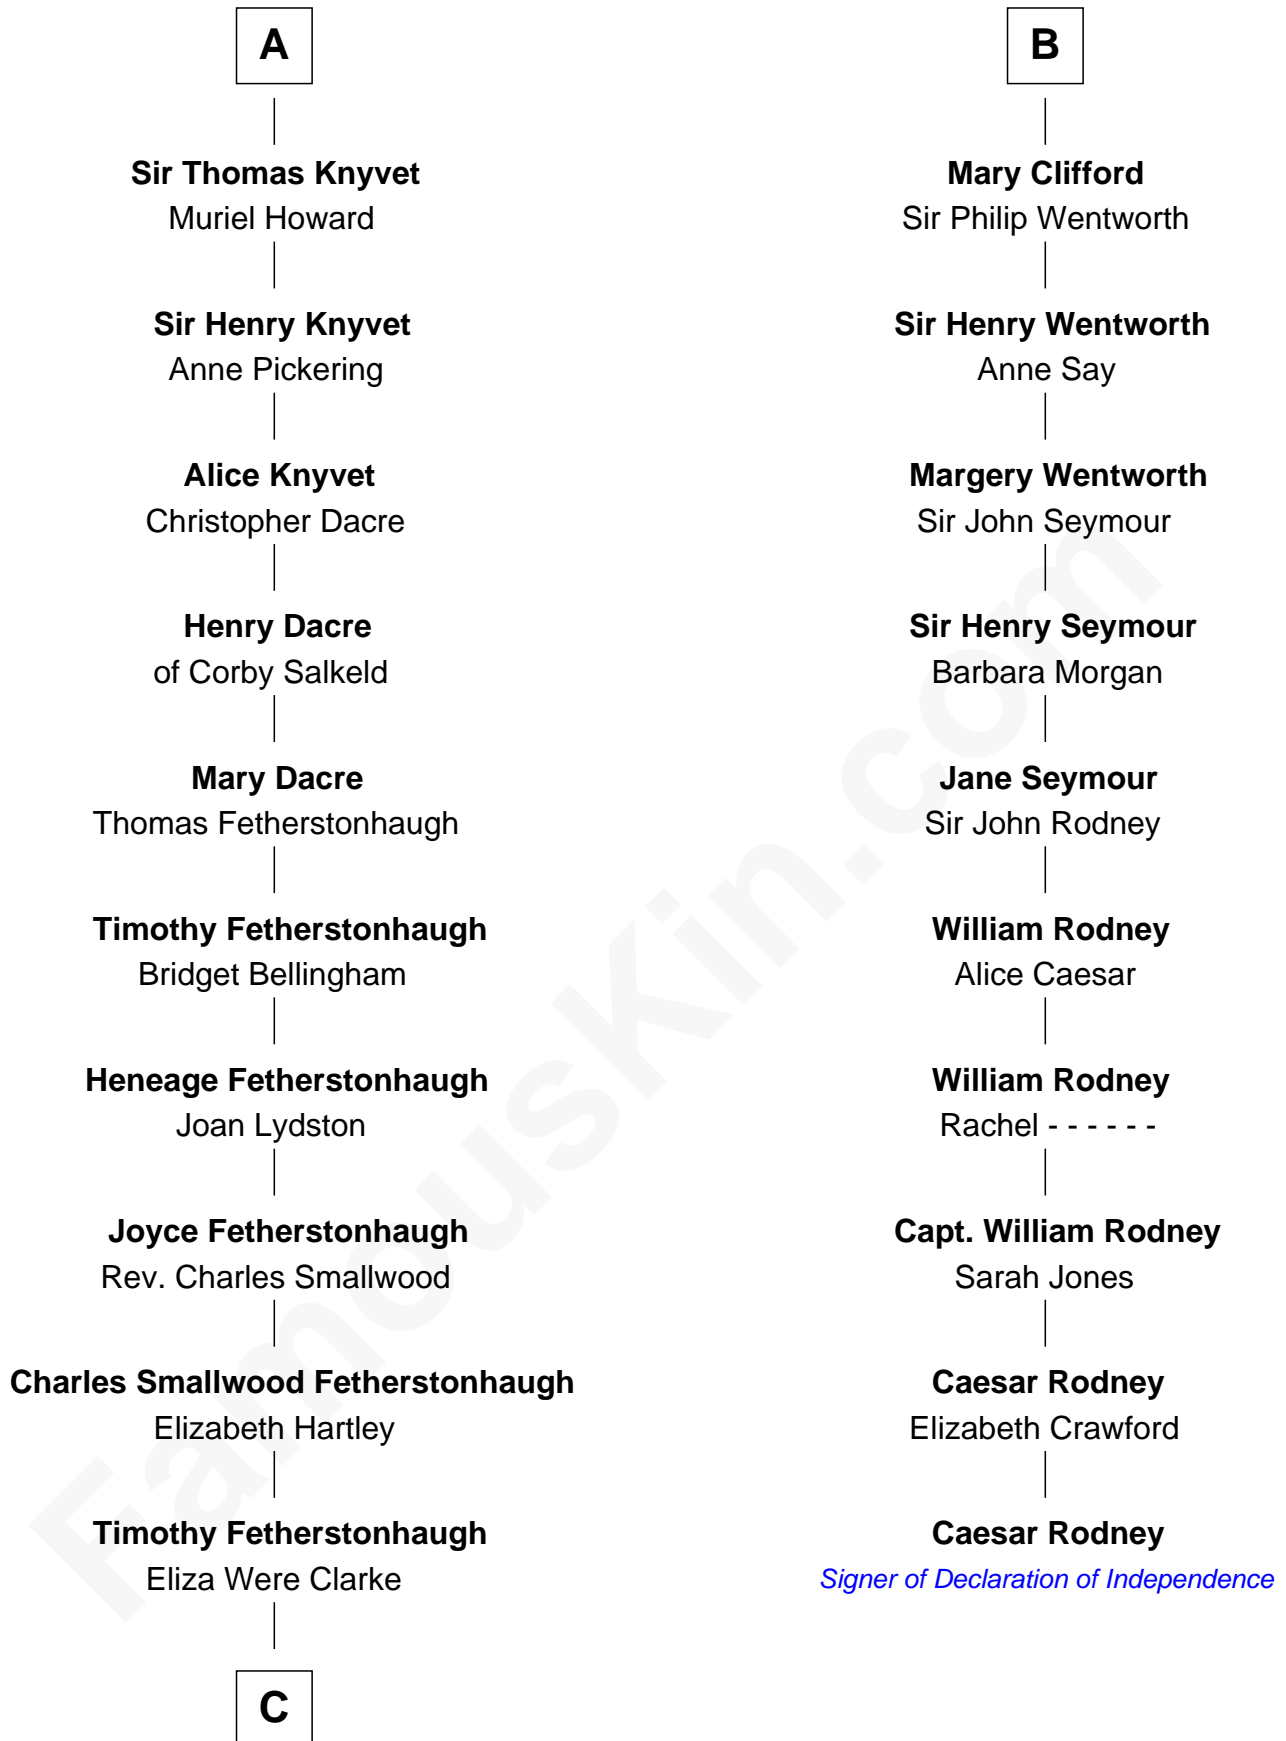 A
Sir Thomas Knyvet
Muriel Howard
Sir Henry Knyvet
Anne Pickering
Alice Knyvet
Christopher Dacre
Henry Dacre
of Corby Salkeld
Mary Dacre
Thomas Fetherstonhaugh
Timothy Fetherstonhaugh
Bridget Bellingham
Heneage Fetherstonhaugh
Joan Lydston
Joyce Fetherstonhaugh
Rev. Charles Smallwood
Charles Smallwood Fetherstonhaugh
Elizabeth Hartley
Timothy Fetherstonhaugh
Eliza Were Clarke
C
B
Mary Clifford
Sir Philip Wentworth
Sir Henry Wentworth
Anne Say
Margery Wentworth
Sir John Seymour
Sir Henry Seymour
Barbara Morgan
Jane Seymour
Sir John Rodney
William Rodney
Alice Caesar
William Rodney
Rachel - - - - - -
Capt. William Rodney
Sarah Jones
Caesar Rodney
Elizabeth Crawford
Caesar Rodney
Signer of Declaration of Independence
FamousKin.com